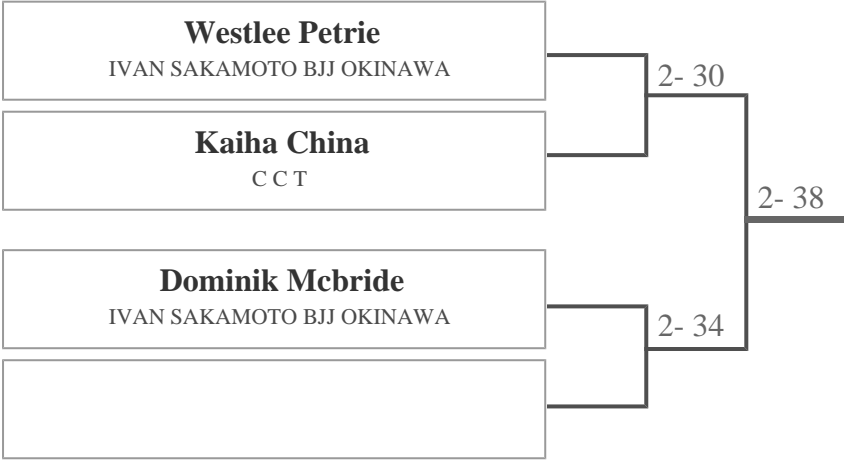 Westlee Petrie
IVAN SAKAMOTO BJJ OKINAWA
2- 30
Kaiha China
C C T
2- 38
Dominik Mcbride
IVAN SAKAMOTO BJJ OKINAWA
2- 34